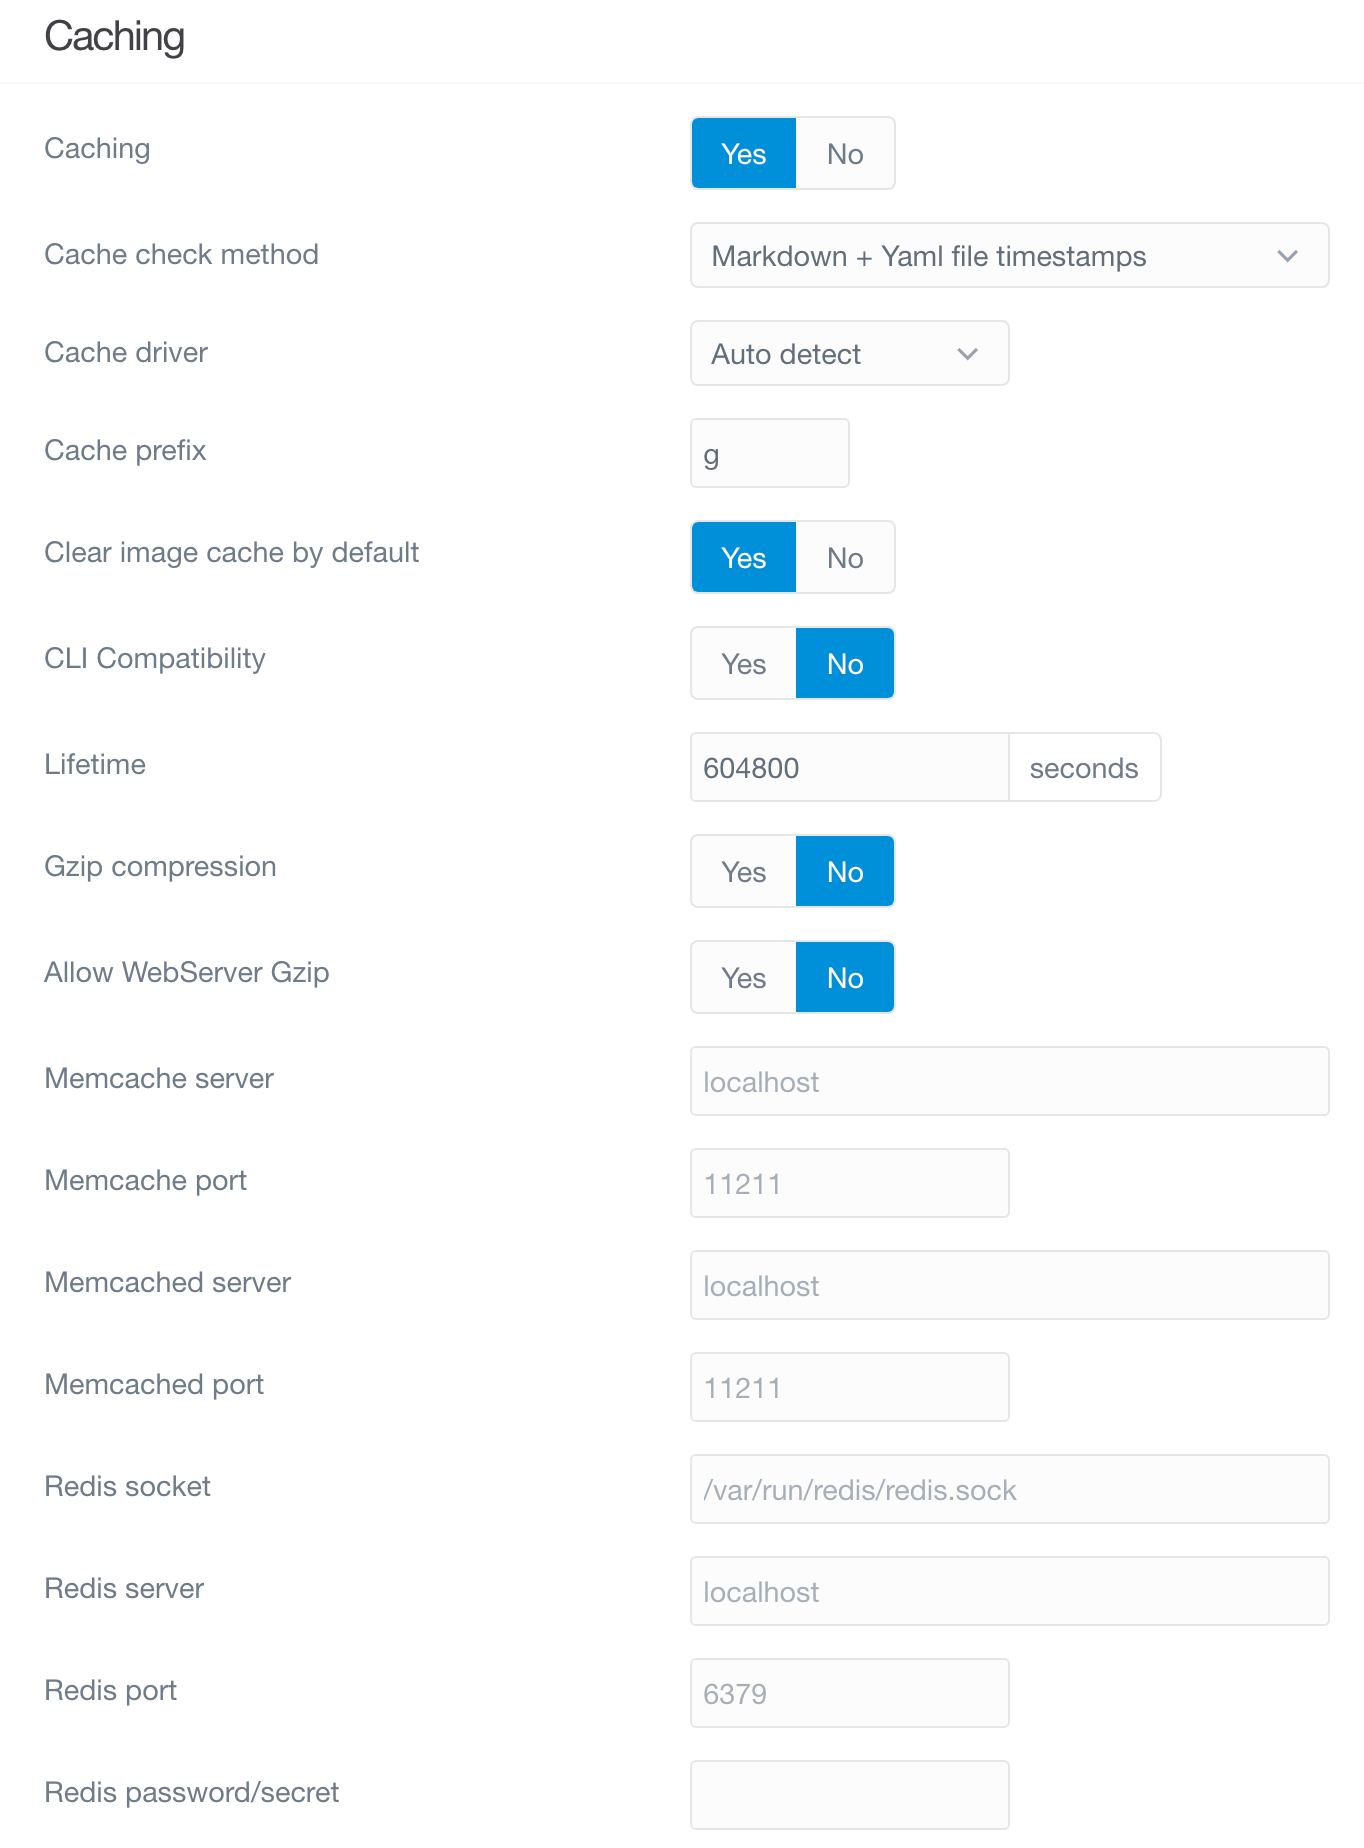 Caching
Caching
Yes No
Cache check method
Markdown + Yaml file timestamps
Cache driver
Auto detect
Cache prefix
g
Clear image cache by default
Yes No
CLI Compatibility
Yes No
Lifetime
604800 seconds
Gzip compression
Yes No
Allow WebServer Gzip
Yes No
Memcache server
localhost
Memcache port
11211
Memcached server
localhost
Memcached port
11211
Redis socket
/var/run/redis/redis.sock
Redis server
localhost
Redis port
6379
Redis password/secret